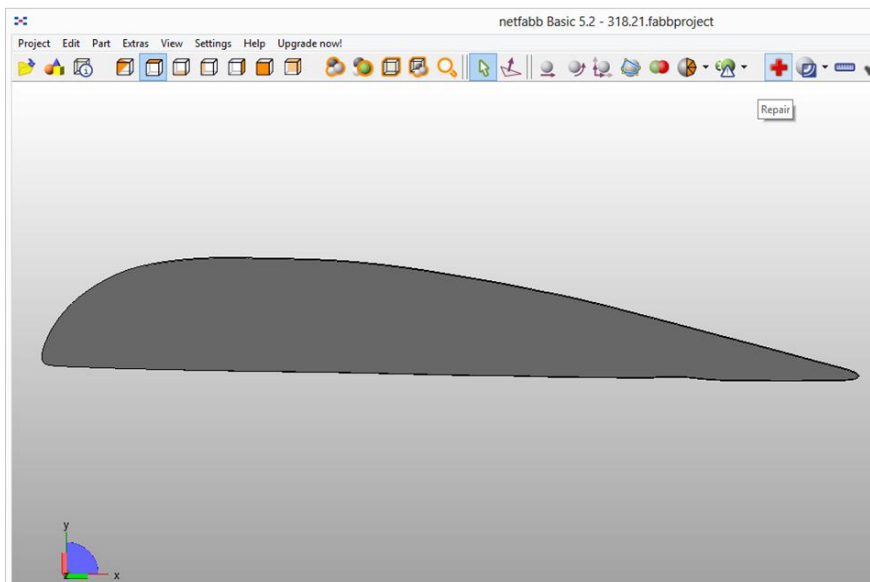 netfabb Basic 5.2 - 318.21.fabbproject
Project Edit Part Extras View Settings Help Upgrade now!
Repair
y
z
x